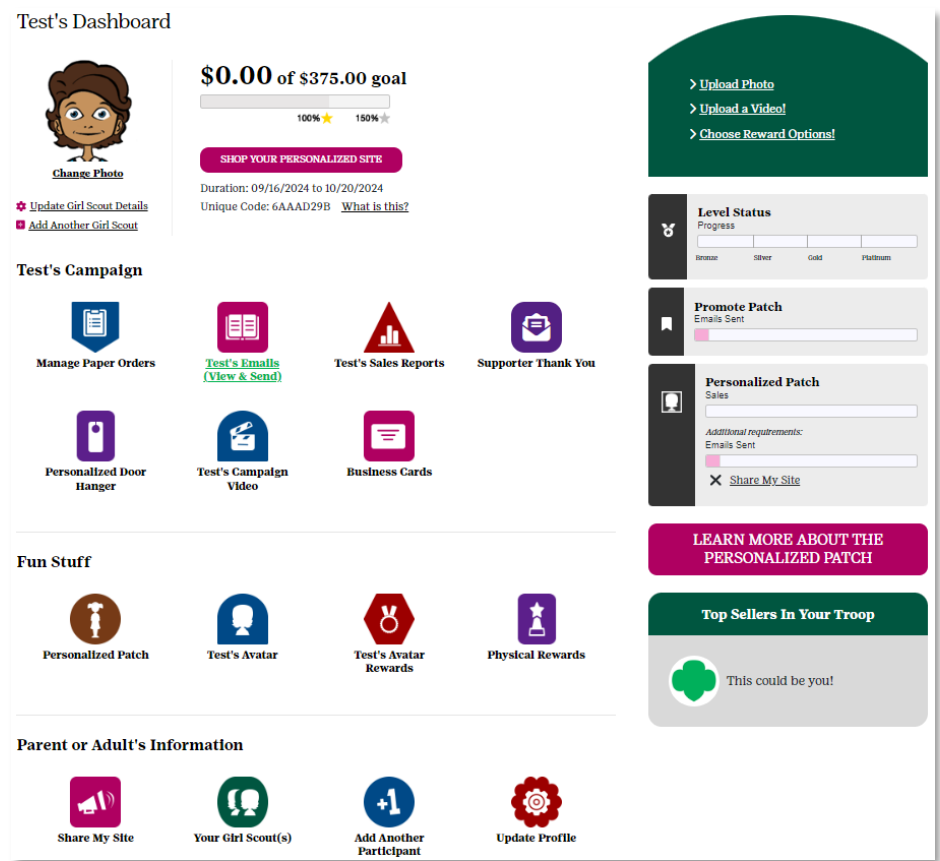 Test's Dashboard
$0.00 of $375.00 goal
100% 150%
SHOP YOUR PERSONALIZED SITE
Change Photo
Duration: 09/16/2024 to 10/20/2024
Update Girl Scout Details
Unique Code: 6AAAD29B What is this?
Add Another Girl Scout
Test's Campaign
Manage Paper Orders
Test's Emails
(View & Send)
Test's Sales Reports
Supporter Thank You
Personalized Door
Hanger
Test's Campaign
Video
Business Cards
Fun Stuff
Personalized Patch
Test's Avatar
Test's Avatar
Rewards
Physical Rewards
Parent or Adult's Information
Share My Site
Your Girl Scout(s)
+1
Add Another
Participant
Update Profile
> Upload Photo
> Upload a Video!
> Choose Reward Options!
Level Status
Progress
Bronze Silver Gold Platinum
Promote Patch
Emails Sent
Personalized Patch
Sales
Additional requirements:
Emails Sent
Share My Site
LEARN MORE ABOUT THE
PERSONALIZED PATCH
Top Sellers In Your Troop
This could be you!